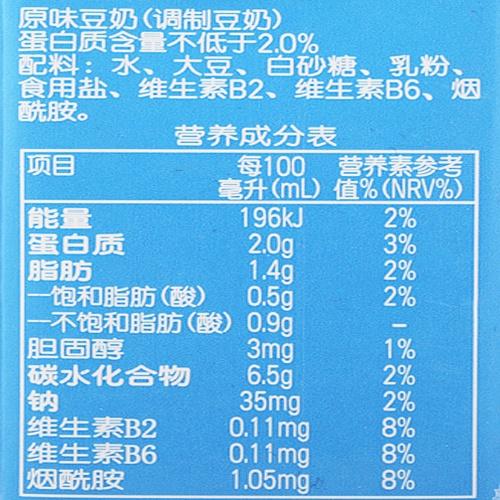 原味豆奶(调制豆奶)
蛋白质含量不低于2.0%
配料：水、大豆、白砂糖、乳粉、
食用盐、维生素B2、维生素B6、烟
酰胺。
营养成分表
项目 每100毫升(mL) 营养素参考值%(NRV%)
能量 196kJ 2%
蛋白质 2.0g 3%
脂肪 1.4g 2%
一饱和脂肪(酸) 0.5g 2%
一不饱和脂肪(酸) 0.9g –
胆固醇 3mg 1%
碳水化合物 6.5g 2%
钠 35mg 2%
维生素B2 0.11mg 8%
维生素B6 0.11mg 8%
烟酰胺 1.05mg 8%